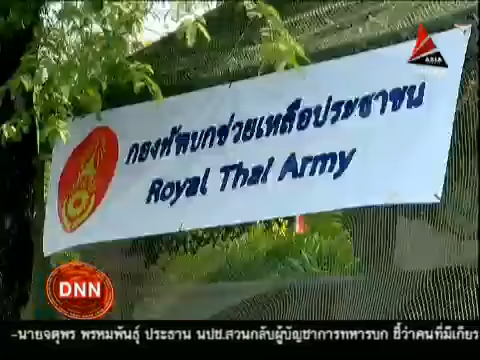 ASIA
กองทัพบกช่วยเหลือประชาชน
Royal Thai Army
DNN
-นายจตุพร พรหมพันธุ์ ประธาน นปช.สวนกลับผู้บัญชาการทหารบก ชี้ว่าคนที่มีเกียร